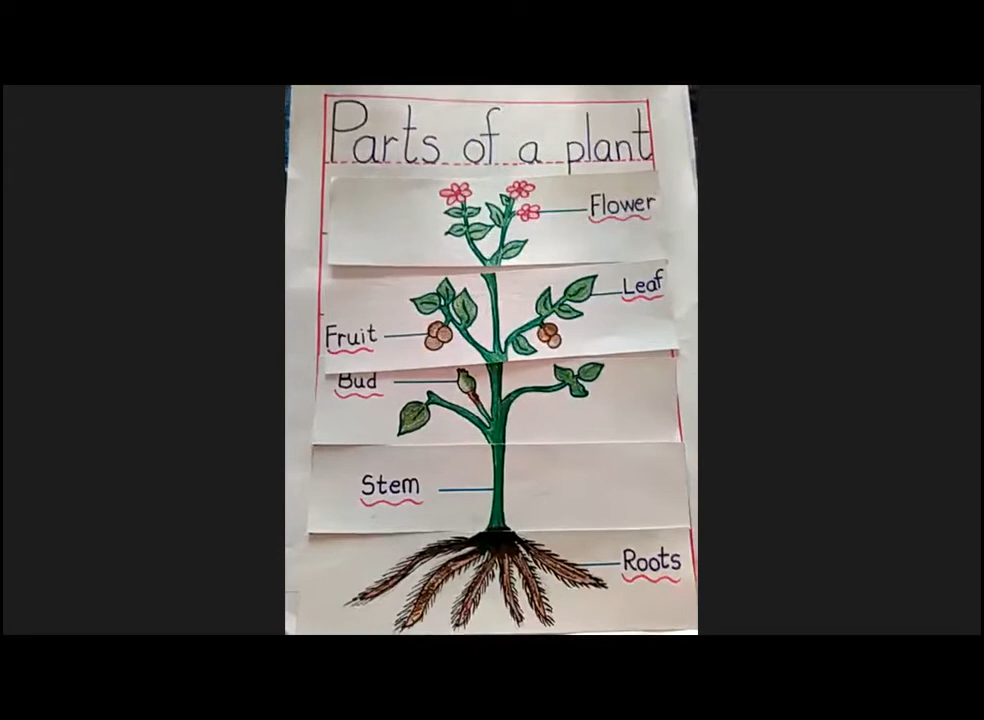 Parts of a plant
Flower
Leaf
Fruit
Bud
Stem
Roots